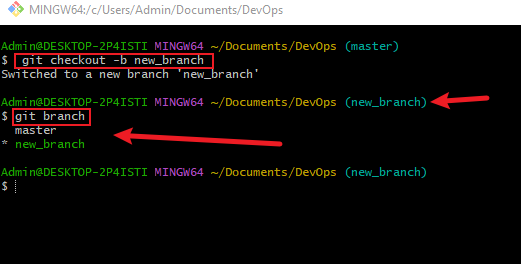 MINGW64:/c/Users/Admin/Documents/DevOps
Admin@DESKTOP-2P4ISTI MINGW64 ~/Documents/DevOps (master)
$ git checkout -b new_branch
Switched to a new branch 'new_branch'
Admin@DESKTOP-2P4ISTI MINGW64 ~/Documents/DevOps (new_branch)
$ git branch
master
* new_branch
Admin@DESKTOP-2P4ISTI MINGW64 ~/Documents/DevOps (new_branch)
$